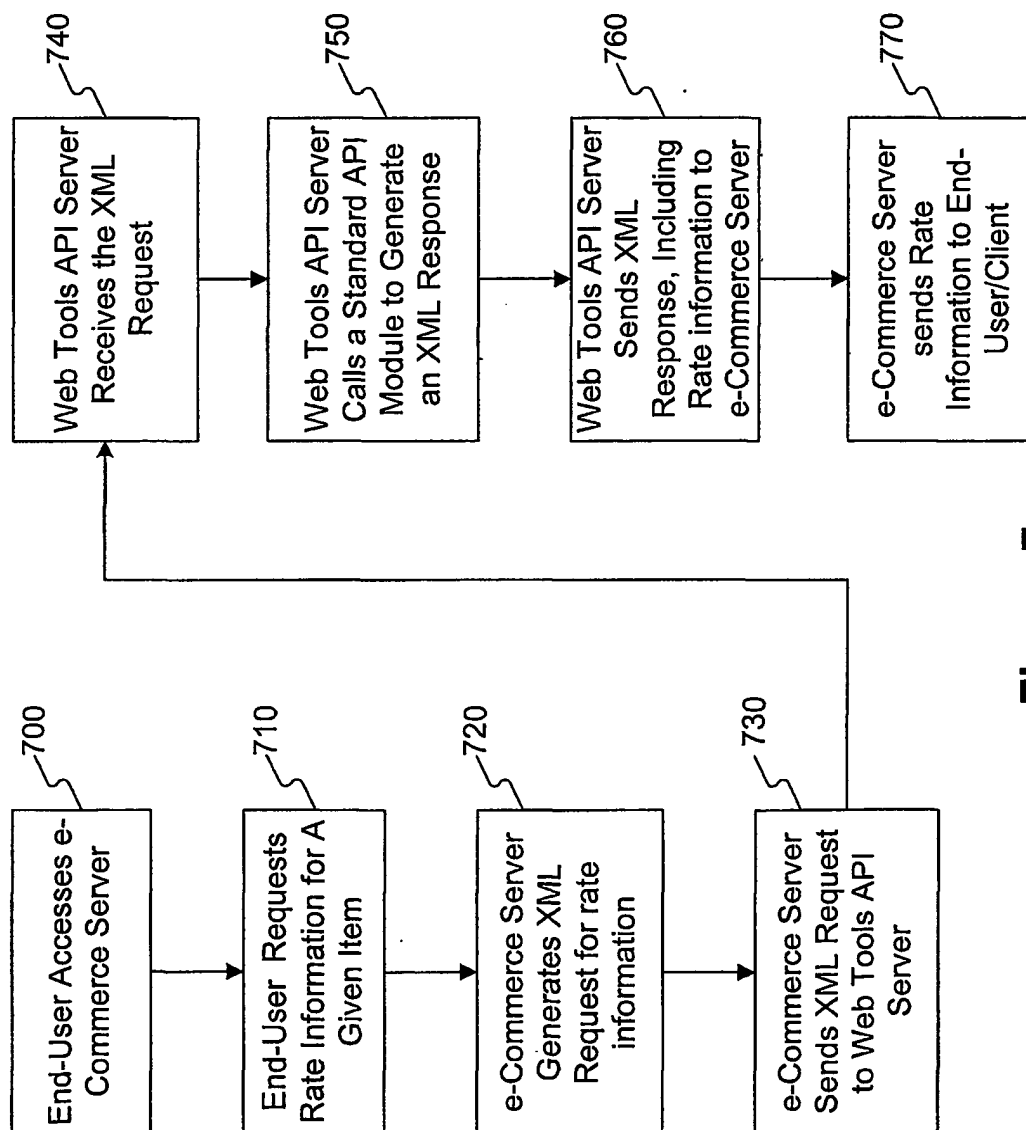 700
End-User Accesses e-
Commerce Server
710
End-User Requests
Rate Information for A
Given Item
720
e-Commerce Server
Generates XML
Request for rate
information
730
e-Commerce Server
Sends XML Request
to Web Tools API
Server
740
Web Tools API Server
Receives the XML
Request
750
Web Tools API Server
Calls a Standard API
Module to Generate
an XML Response
760
Web Tools API Server
Sends XML
Response, Including
Rate Information to
e-Commerce Server
770
e-Commerce Server
sends Rate
Information to End-
User/Client